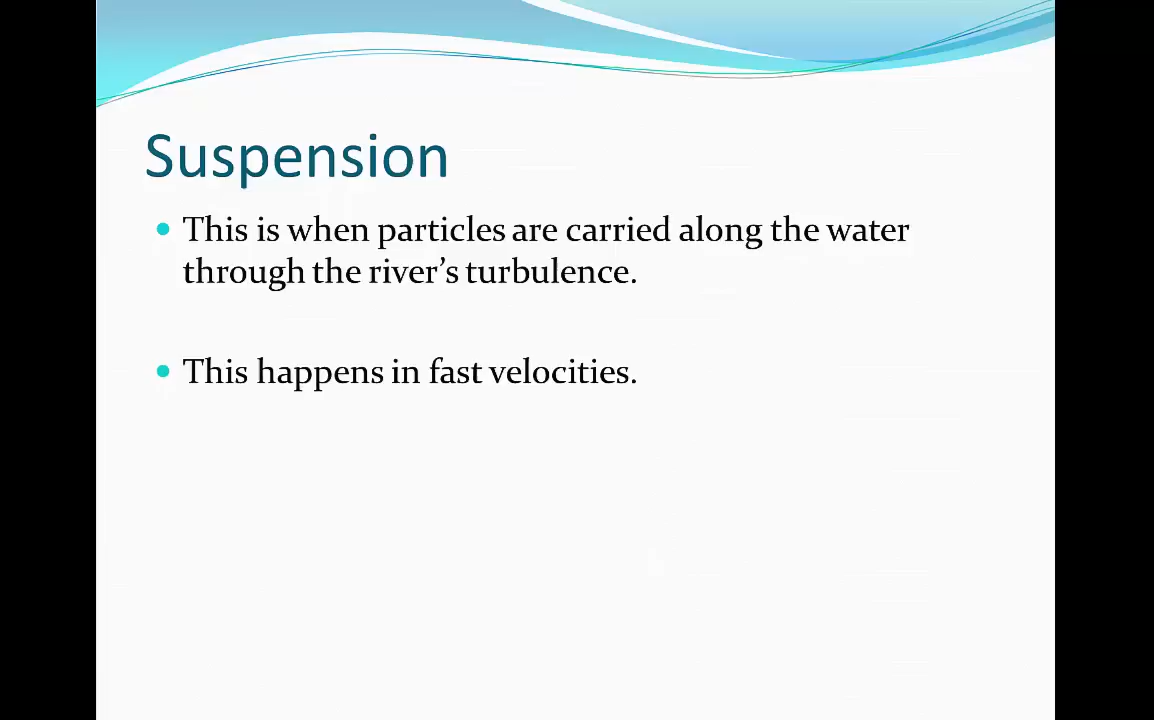 Suspension
This is when particles are carried along the water
through the river’s turbulence.
This happens in fast velocities.